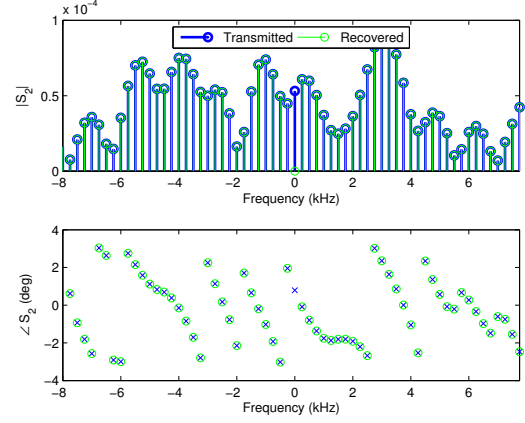 x 10⁻⁴
1
0.5
0
|S₂|
Transmitted
Recovered
−8 −6 −4 −2 0 2 4 6
Frequency (kHz)
4
2
0
−2
−4
∠ S₂ (deg)
−8 −6 −4 −2 0 2 4 6
Frequency (kHz)